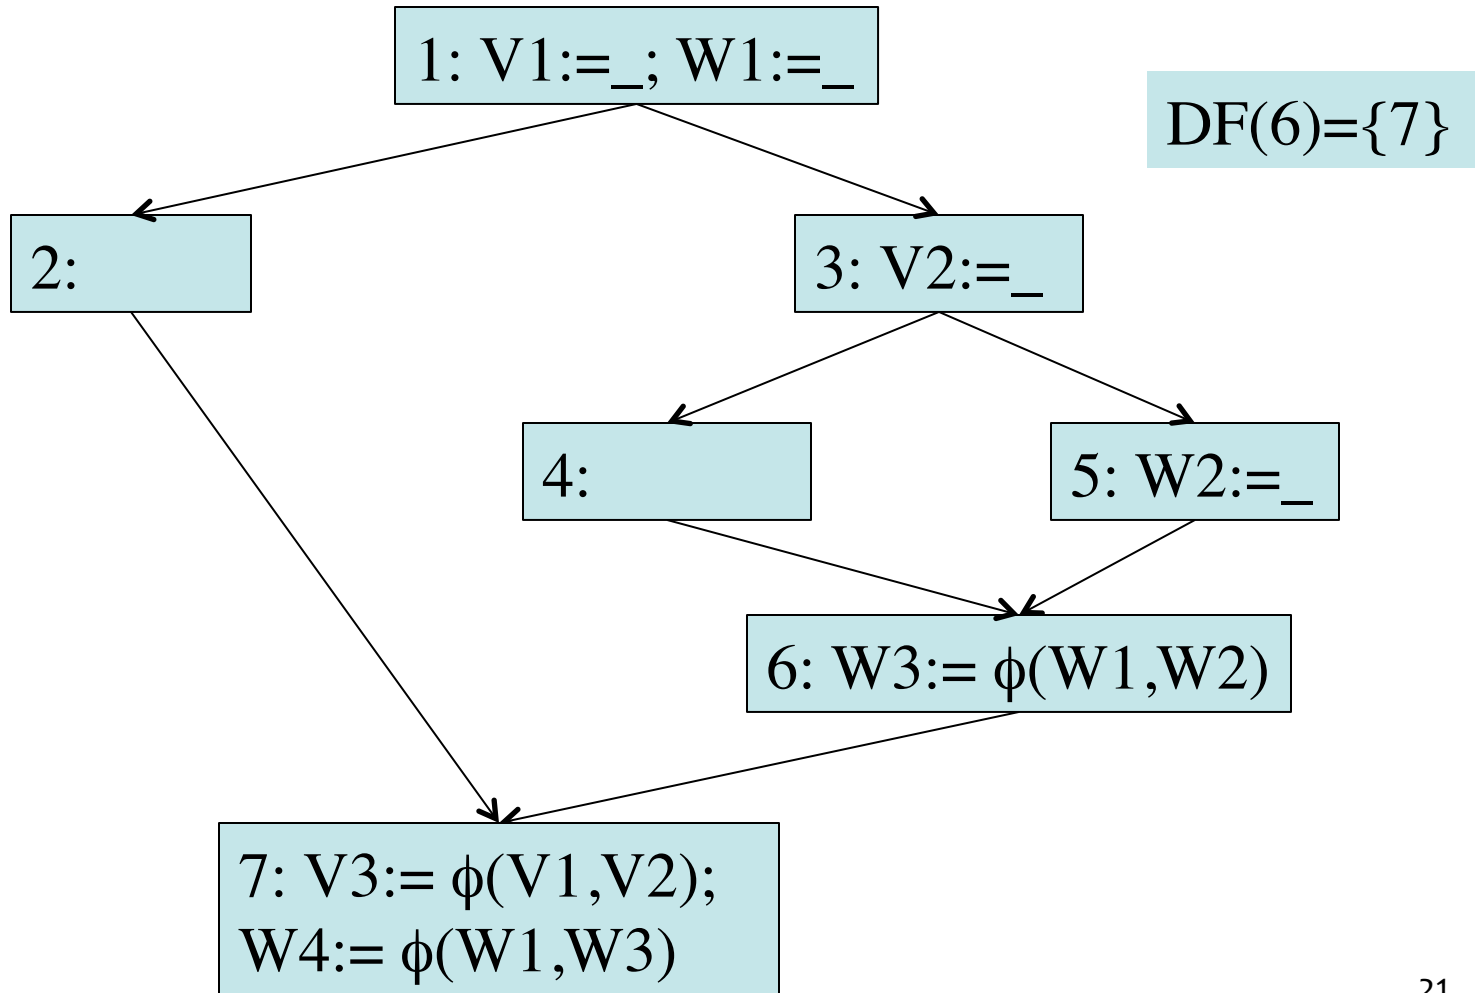 1: V1:=_; W1:=_
DF(6)={7}
2:
3: V2:=_
4:
5: W2:=_
6: W3:= ϕ(W1,W2)
7: V3:= ϕ(V1,V2);
W4:= ϕ(W1,W3)
21